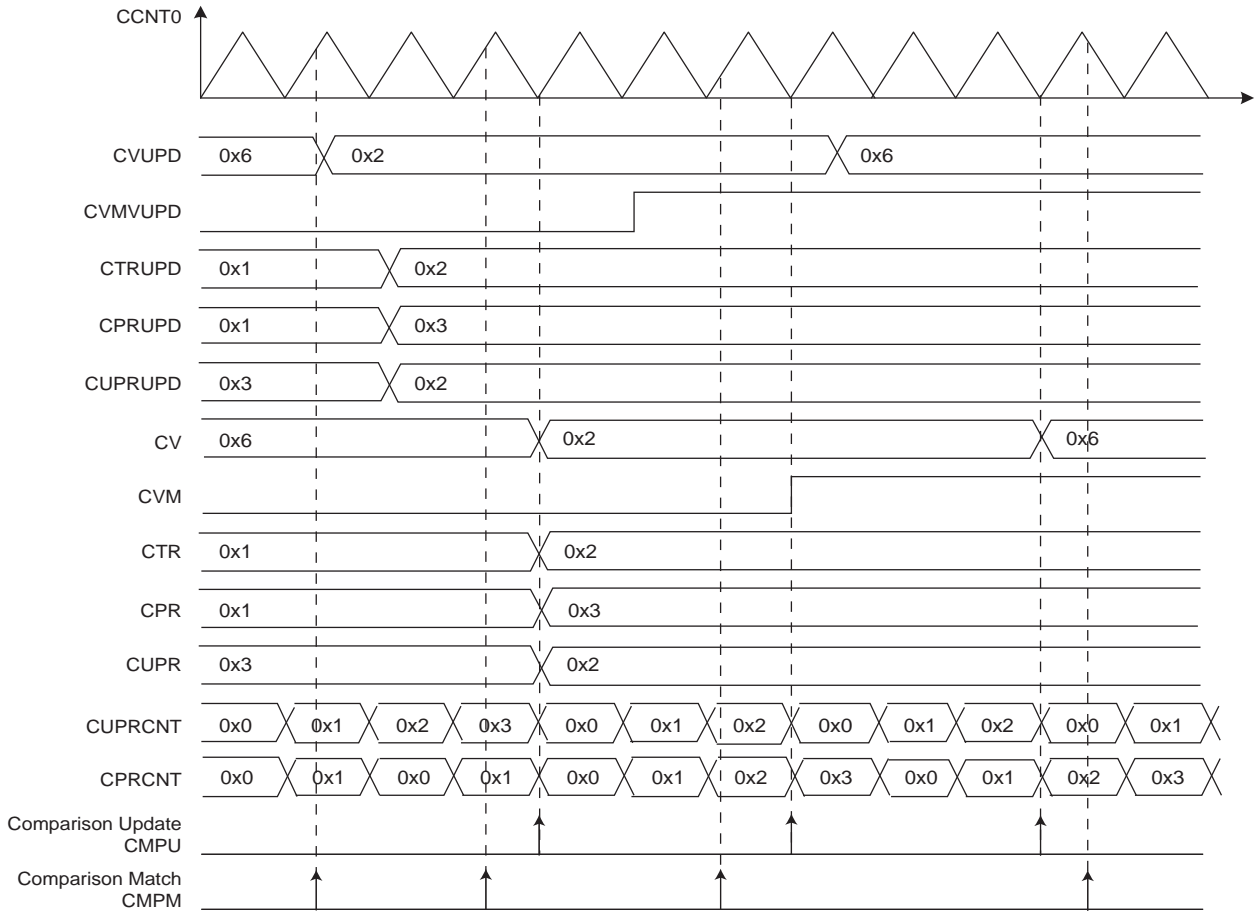 CCNT0
CVUPD 0x6 0x2 0x6
CVMVUPD
CTRUPD 0x1 0x2
CPRUPD 0x1 0x3
CUPRUPD 0x3 0x2
CV 0x6 0x2 0x6
CVM
CTR 0x1 0x2
CPR 0x1 0x3
CUPR 0x3 0x2
CUPRCNT 0x0 0x1 0x2 0x3 0x0 0x1 0x2 0x0 0x1 0x2 0x0 0x1
CPRCNT 0x0 0x1 0x0 0x1 0x0 0x1 0x2 0x3 0x0 0x1 0x2 0x3
Comparison Update
CMPU
Comparison Match
CMPM